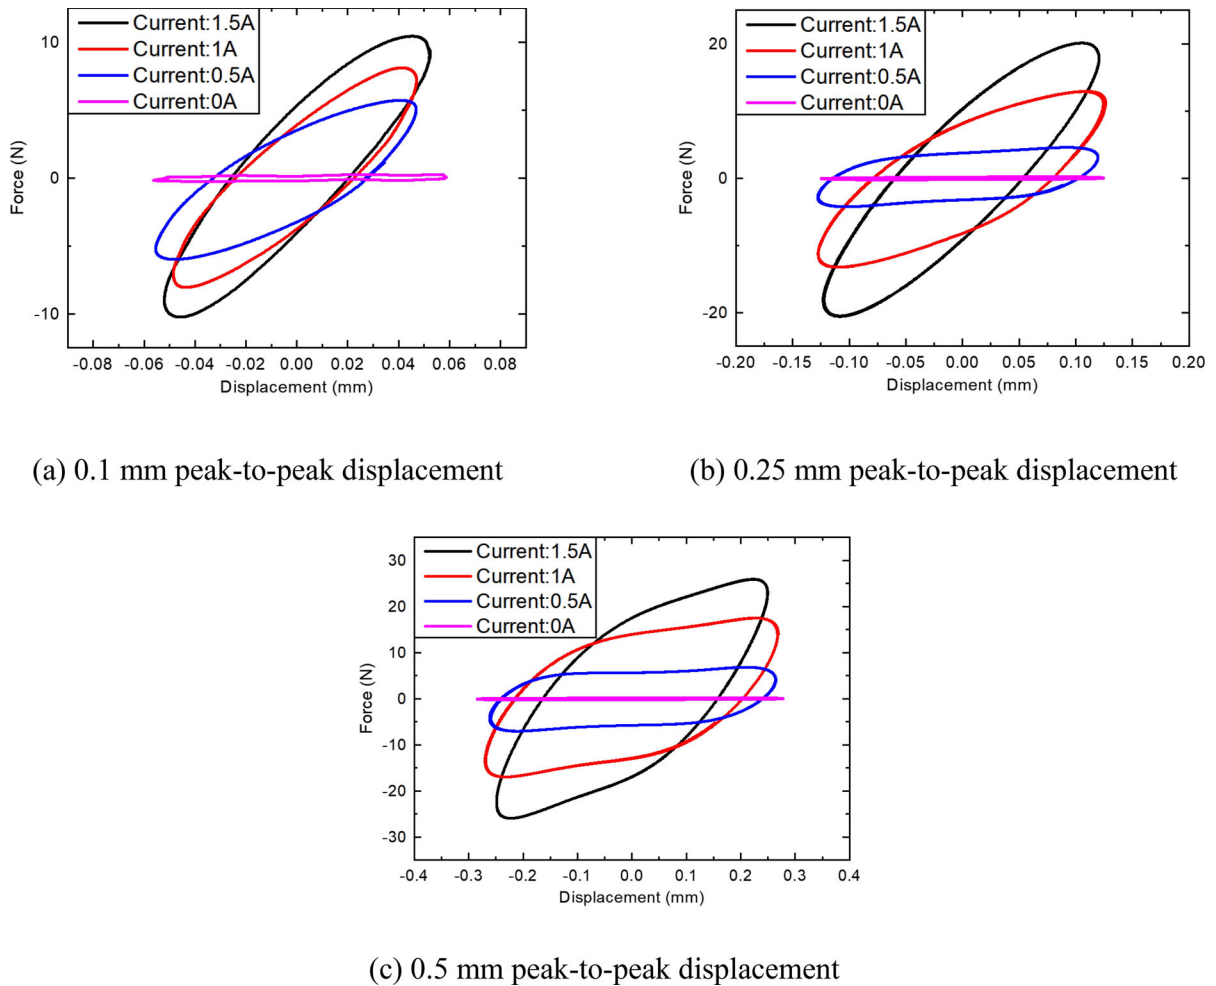 Current:1.5A
Current:1A
Current:0.5A
Current:0A
10
0
-10
Force (N)
-0.08 -0.06 -0.04 -0.02 0.00 0.02 0.04 0.06 0.08
Displacement (mm)
(a) 0.1 mm peak-to-peak displacement
Current:1.5A
Current:1A
Current:0.5A
Current:0A
20
0
-20
Force (N)
-0.20 -0.15 -0.10 -0.05 0.00 0.05 0.10 0.15 0.20
Displacement (mm)
(b) 0.25 mm peak-to-peak displacement
Current:1.5A
Current:1A
Current:0.5A
Current:0A
30
20
10
0
-10
-20
-30
Force (N)
-0.4 -0.3 -0.2 -0.1 0.0 0.1 0.2 0.3 0.4
Displacement (mm)
(c) 0.5 mm peak-to-peak displacement